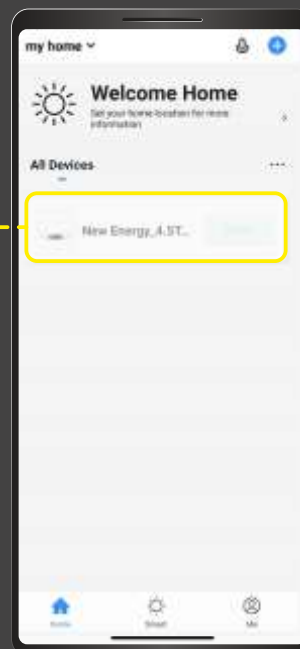 my home
Welcome Home
Set your home location for more
information
All Devices
New Energy_4.5T...
Home
Smart
Me